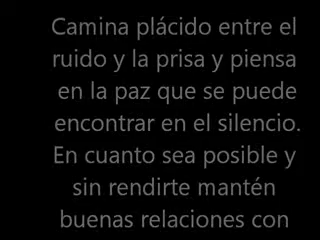 Camina plácido entre el
ruido y la prisa y piensa
en la paz que se puede
encontrar en el silencio.
En cuanto sea posible y
sin rendirte mantén
buenas relaciones con